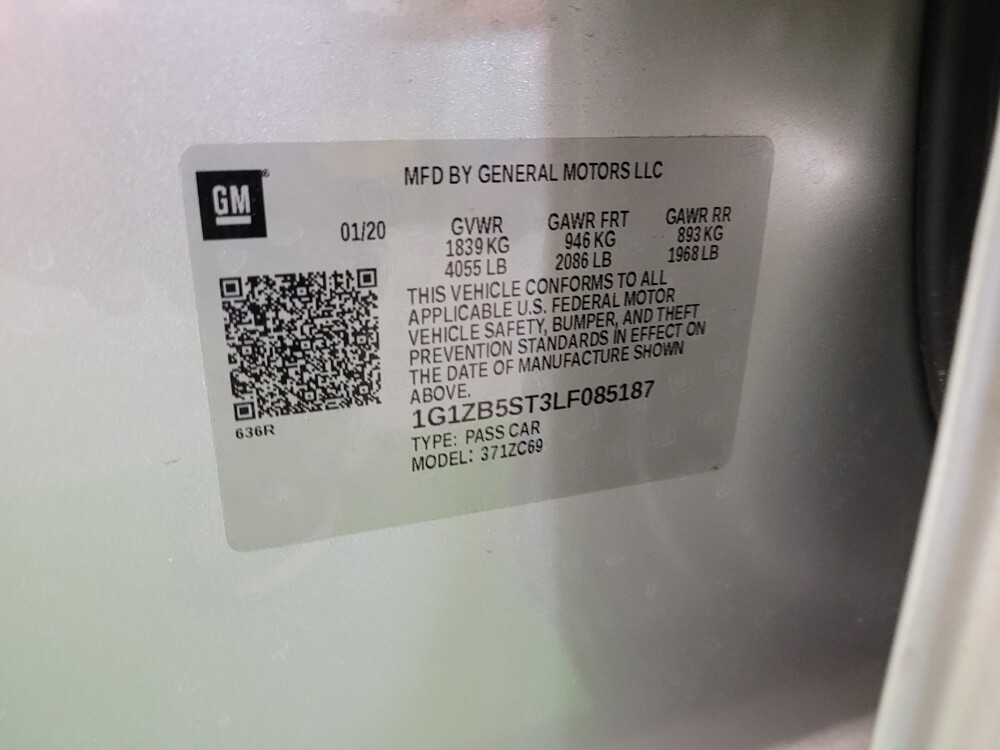 MFD BY GENERAL MOTORS LLC
GM®
01/20
GVWR GAWR FRT GAWR RR
1839 KG 946 KG 893 KG
4055 LB 2086 LB 1968 LB
THIS VEHICLE CONFORMS TO ALL
APPLICABLE U.S. FEDERAL MOTOR
VEHICLE SAFETY, BUMPER, AND THEFT
PREVENTION STANDARDS IN EFFECT ON
THE DATE OF MANUFACTURE SHOWN
ABOVE.
1G1ZB5ST3LF085187
636R
TYPE: PASS CAR
MODEL: 371ZC69